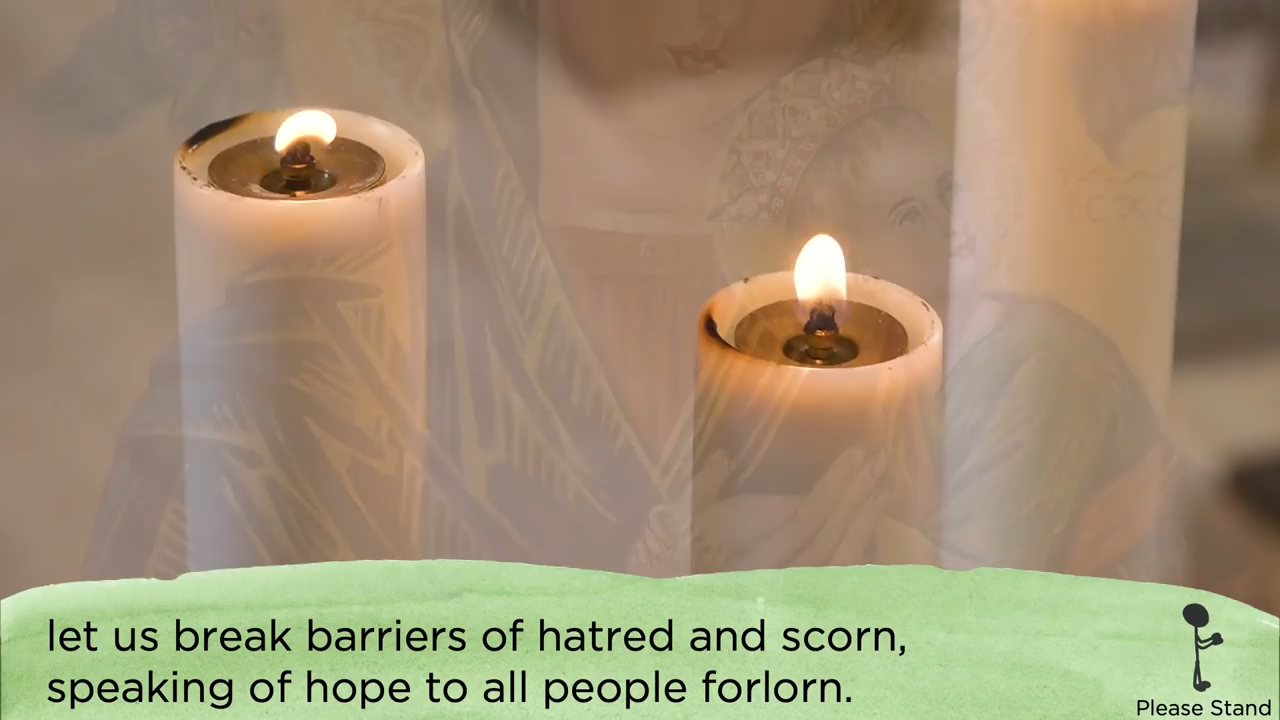 let us break barriers of hatred and scorn,
speaking of hope to all people forlorn.
Please Stand